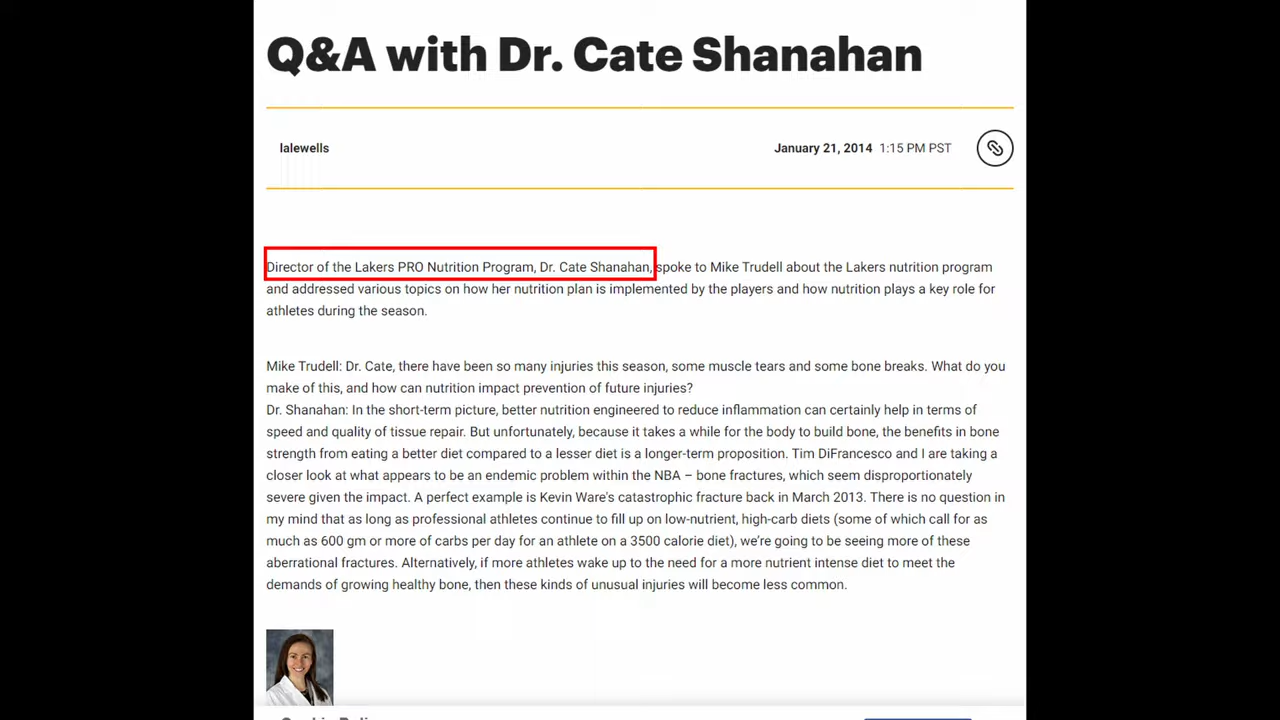 Q&A with Dr. Cate Shanahan
lalewells
January 21, 2014 1:15 PM PST
Director of the Lakers PRO Nutrition Program, Dr. Cate Shanahan, spoke to Mike Trudell about the Lakers nutrition program
and addressed various topics on how her nutrition plan is implemented by the players and how nutrition plays a key role for
athletes during the season.
Mike Trudell: Dr. Cate, there have been so many injuries this season, some muscle tears and some bone breaks. What do you
make of this, and how can nutrition impact prevention of future injuries?
Dr. Shanahan: In the short-term picture, better nutrition engineered to reduce inflammation can certainly help in terms of
speed and quality of tissue repair. But unfortunately, because it takes a while for the body to build bone, the benefits in bone
strength from eating a better diet compared to a lesser diet is a longer-term proposition. Tim DiFrancesco and I are taking a
closer look at what appears to be an endemic problem within the NBA – bone fractures, which seem disproportionately
severe given the impact. A perfect example is Kevin Ware's catastrophic fracture back in March 2013. There is no question in
my mind that as long as professional athletes continue to fill up on low-nutrient, high-carb diets (some of which call for as
much as 600 gm or more of carbs per day for an athlete on a 3500 calorie diet), we're going to be seeing more of these
aberrational fractures. Alternatively, if more athletes wake up to the need for a more nutrient intense diet to meet the
demands of growing healthy bone, then these kinds of unusual injuries will become less common.